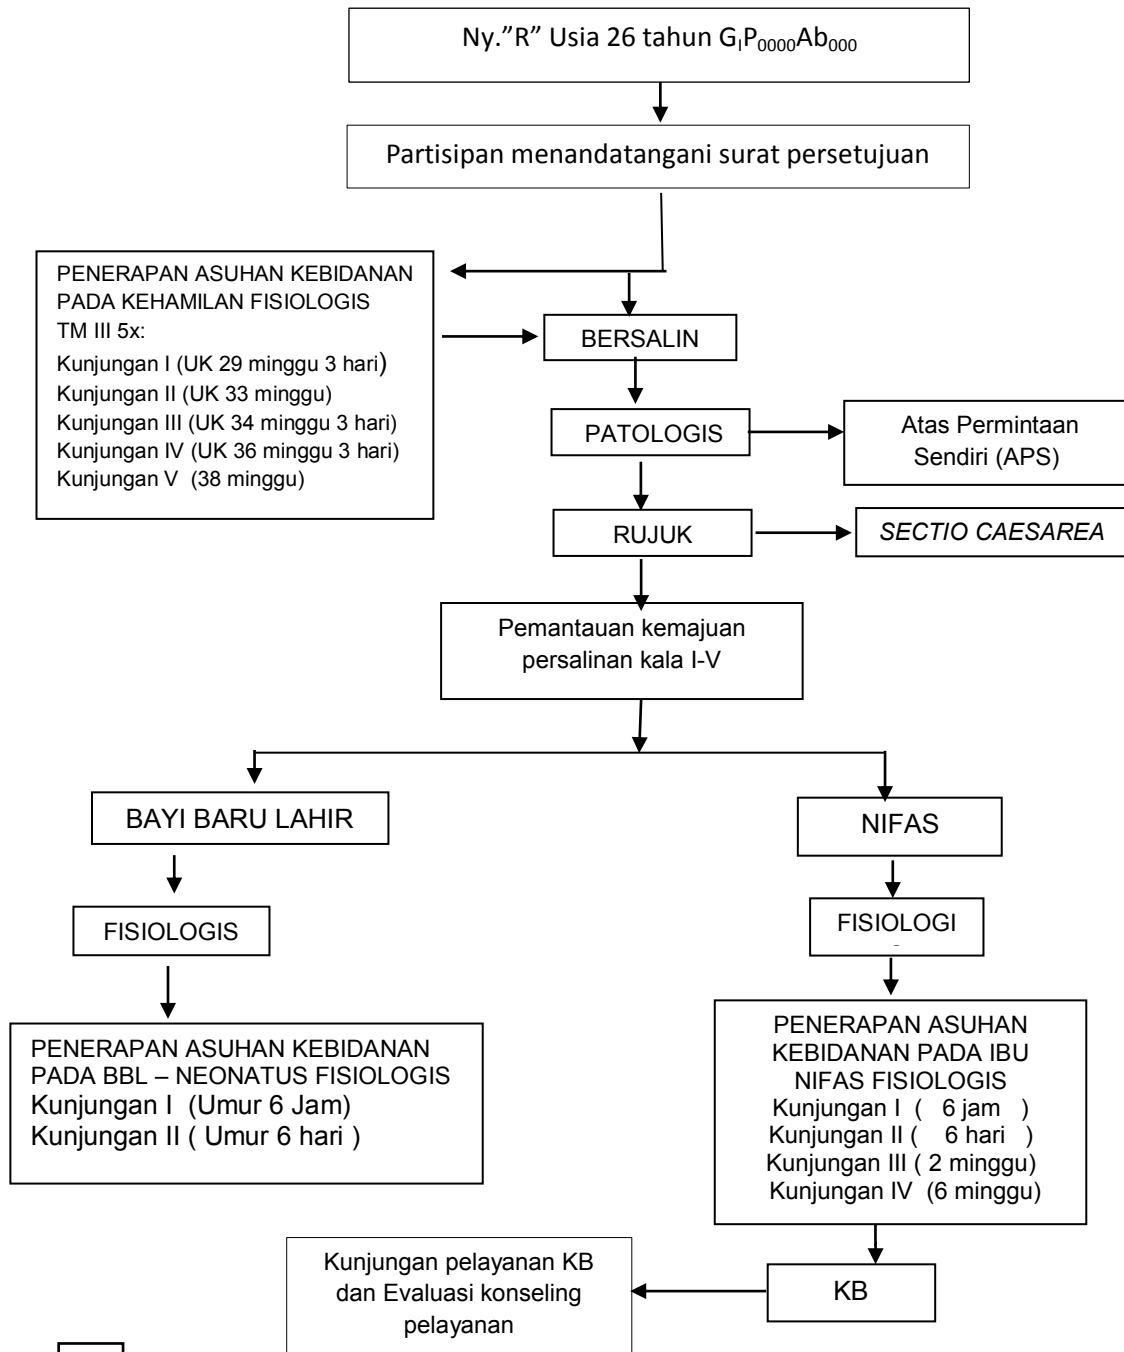 Ny.”R” Usia 26 tahun GIP0000Ab000
Partisipan menandatangani surat persetujuan
PENERAPAN ASUHAN KEBIDANAN
PADA KEHAMILAN FISIOLOGIS
TM III 5x:
Kunjungan I (UK 29 minggu 3 hari)
Kunjungan II (UK 33 minggu)
Kunjungan III (UK 34 minggu 3 hari)
Kunjungan IV (UK 36 minggu 3 hari)
Kunjungan V (38 minggu)
BERSALIN
PATOLOGIS
Atas Permintaan
Sendiri (APS)
RUJUK
SECTIO CAESAREA
Pemantauan kemajuan
persalinan kala I-V
BAYI BARU LAHIR
NIFAS
FISIOLOGIS
FISIOLOGI
PENERAPAN ASUHAN KEBIDANAN
PADA BBL – NEONATUS FISIOLOGIS
Kunjungan I (Umur 6 Jam)
Kunjungan II ( Umur 6 hari )
PENERAPAN ASUHAN
KEBIDANAN PADA IBU
NIFAS FISIOLOGIS
Kunjungan I ( 6 jam )
Kunjungan II ( 6 hari )
Kunjungan III ( 2 minggu)
Kunjungan IV (6 minggu)
Kunjungan pelayanan KB
dan Evaluasi konseling
pelayanan
KB